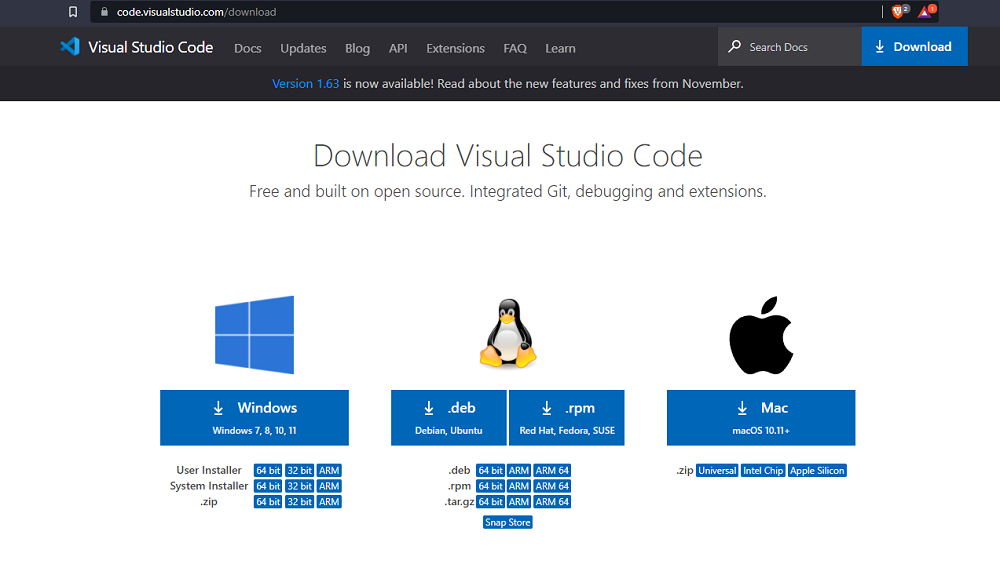 code.visualstudio.com/download
2
1
Visual Studio Code Docs Updates Blog API Extensions FAQ Learn Search Docs Download
Version 1.63 is now available! Read about the new features and fixes from November.
Download Visual Studio Code
Free and built on open source. Integrated Git, debugging and extensions.
Windows
Windows 7, 8, 10, 11
User Installer 64 bit 32 bit ARM
System Installer 64 bit 32 bit ARM
.zip 64 bit 32 bit ARM
.deb
Debian, Ubuntu
.rpm
Red Hat, Fedora, SUSE
.deb 64 bit ARM ARM 64
.rpm 64 bit ARM ARM 64
.tar.gz 64 bit ARM ARM 64
Snap Store
Mac
macOS 10.11+
.zip Universal Intel Chip Apple Silicon